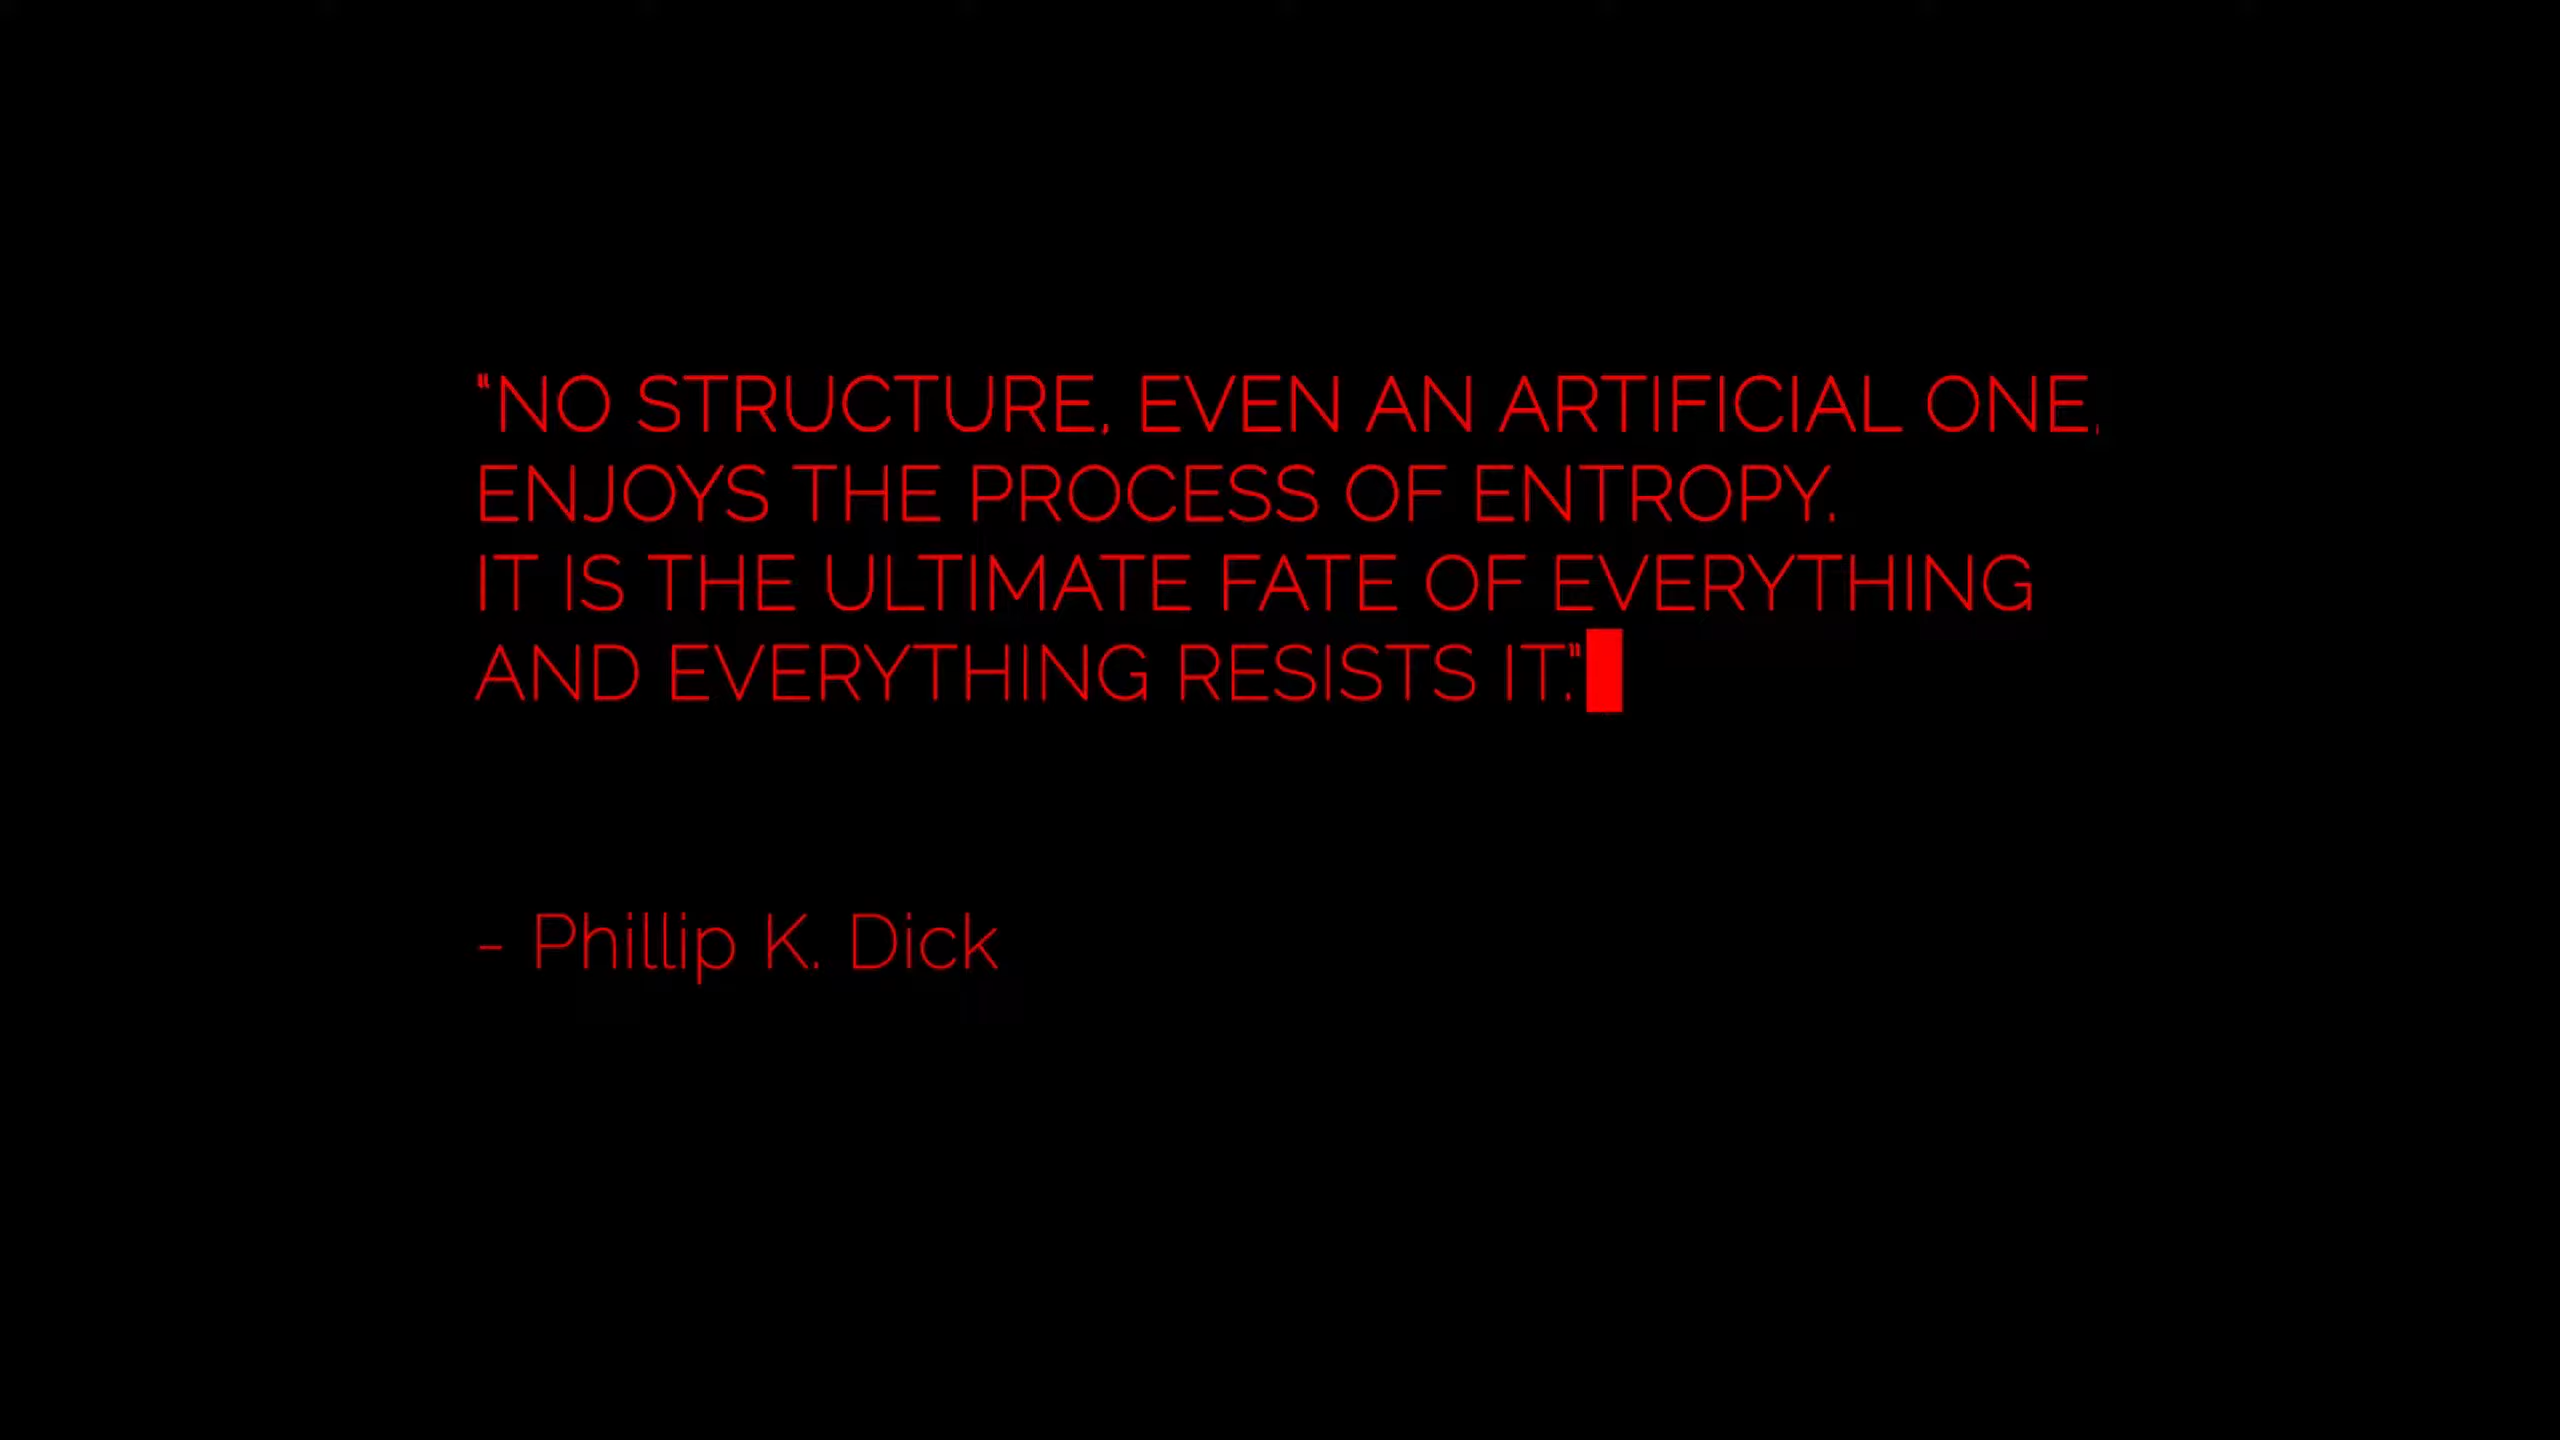 “NO STRUCTURE, EVEN AN ARTIFICIAL ONE,
ENJOYS THE PROCESS OF ENTROPY.
IT IS THE ULTIMATE FATE OF EVERYTHING
AND EVERYTHING RESISTS IT.”
- Phillip K. Dick